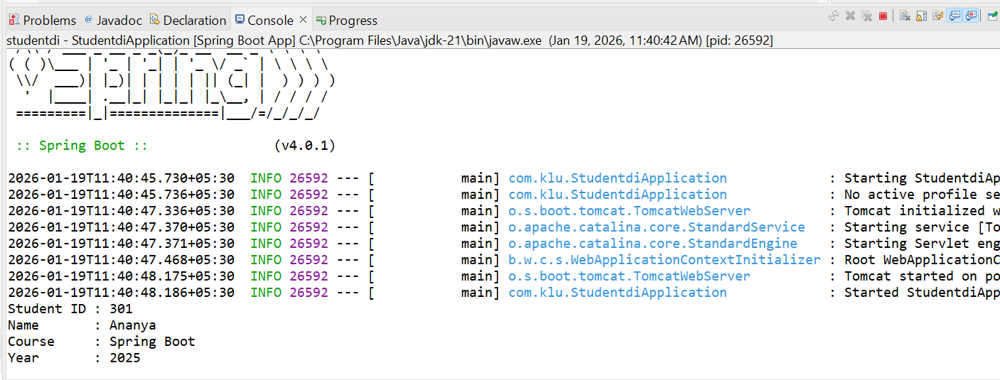 Problems @ Javadoc Declaration Console Progress
studentdi - StudentdiApplication [Spring Boot App] C:\Program Files\Java\jdk-21\bin\javaw.exe (Jan 19, 2026, 11:40:42 AM) [pid: 26592]
( ( )\___ | '_ | '_| | '_ \/ _` | \ \ \ \
 \\/  ___)| |_)| | | | | || (_| |  ) ) ) )
  '  |____| .__|_| |_|_| |_\__, | / / / /
 =========|_|==============|___/=/_/_/_/
:: Spring Boot ::                (v4.0.1)
2026-01-19T11:40:45.730+05:30  INFO 26592 --- [           main] com.klu.StudentdiApplication             : Starting StudentdiAp
2026-01-19T11:40:45.736+05:30  INFO 26592 --- [           main] com.klu.StudentdiApplication             : No active profile se
2026-01-19T11:40:47.336+05:30  INFO 26592 --- [           main] o.s.boot.tomcat.TomcatWebServer          : Tomcat initialized w
2026-01-19T11:40:47.370+05:30  INFO 26592 --- [           main] o.apache.catalina.core.StandardService   : Starting service [To
2026-01-19T11:40:47.371+05:30  INFO 26592 --- [           main] o.apache.catalina.core.StandardEngine    : Starting Servlet eng
2026-01-19T11:40:47.468+05:30  INFO 26592 --- [           main] b.w.c.s.WebApplicationContextInitializer : Root WebApplicationC
2026-01-19T11:40:48.175+05:30  INFO 26592 --- [           main] o.s.boot.tomcat.TomcatWebServer          : Tomcat started on po
2026-01-19T11:40:48.186+05:30  INFO 26592 --- [           main] com.klu.StudentdiApplication             : Started StudentdiApp
Student ID : 301
Name       : Ananya
Course     : Spring Boot
Year       : 2025